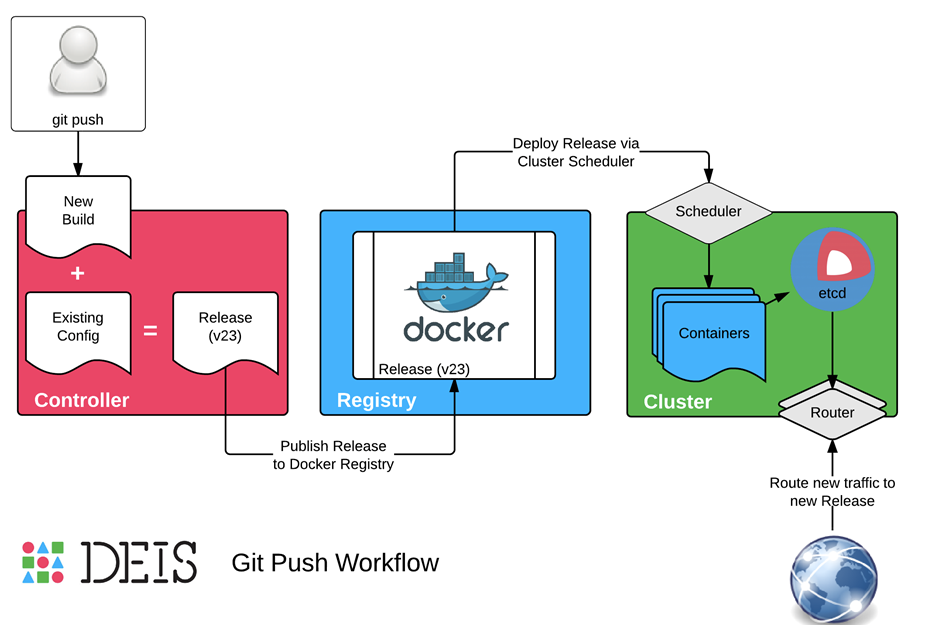 git push
New
Build
+
Existing
Config
=
Release
(v23)
Controller
Publish Release
to Docker Registry
docker
Release (v23)
Registry
Deploy Release via
Cluster Scheduler
Scheduler
Containers
etcd
Cluster
Router
Route new traffic to
new Release
DEIS
Git Push Workflow